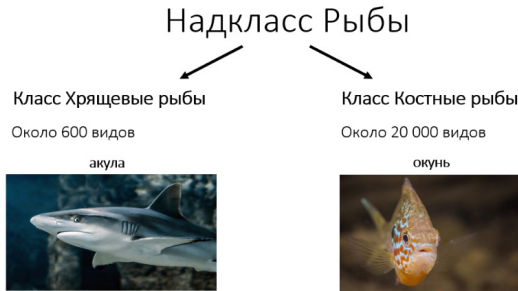 Надкласс Рыбы
Класс Хрящевые рыбы
Около 600 видов
акула
Класс Костные рыбы
Около 20 000 видов
окунь